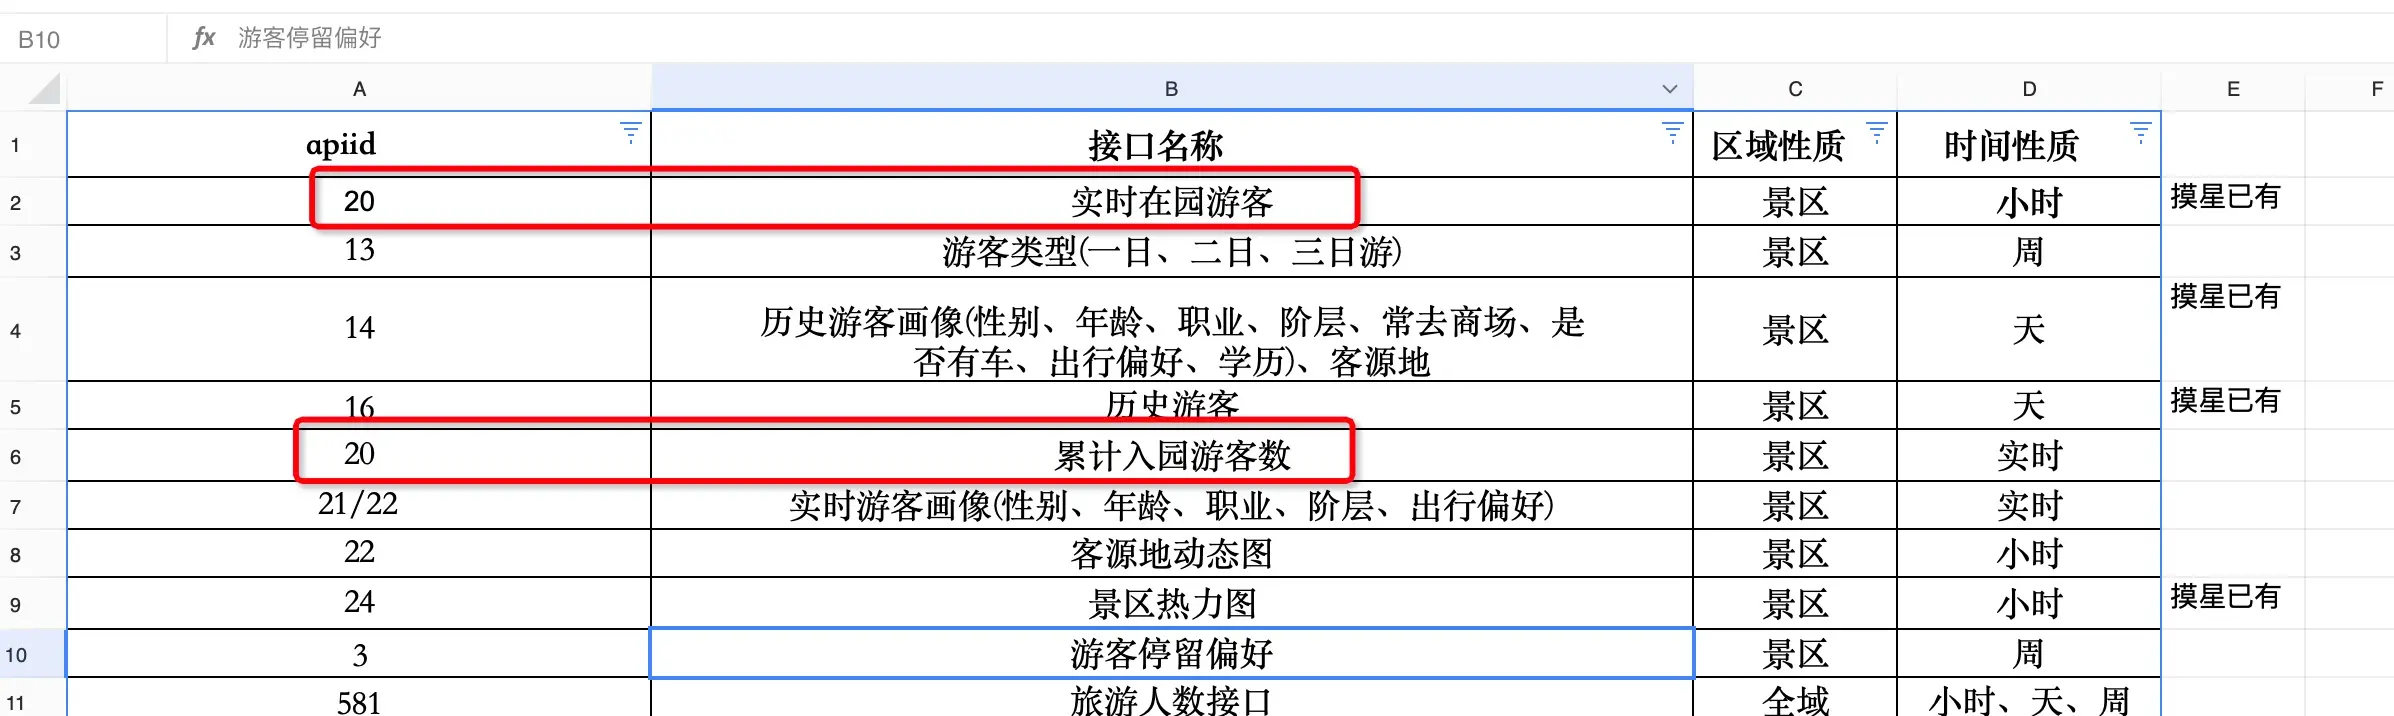 B10 fx 游客停留偏好
A B C D E F
1 apiid 接口名称 区域性质 时间性质
2 20 实时在园游客 景区 小时 摸星已有
3 13 游客类型(一日、二日、三日游) 景区 周
4 14 历史游客画像(性别、年龄、职业、阶层、常去商场、是 景区 天 摸星已有
否有车、出行偏好、学历)、客源地
5 16 历史游客 景区 天 摸星已有
6 20 累计入园游客数 景区 实时
7 21/22 实时游客画像(性别、年龄、职业、阶层、出行偏好) 景区 实时
8 22 客源地动态图 景区 小时
9 24 景区热力图 景区 小时 摸星已有
10 3 游客停留偏好 景区 周
11 581 旅游人数接口 全域 小时、天、周